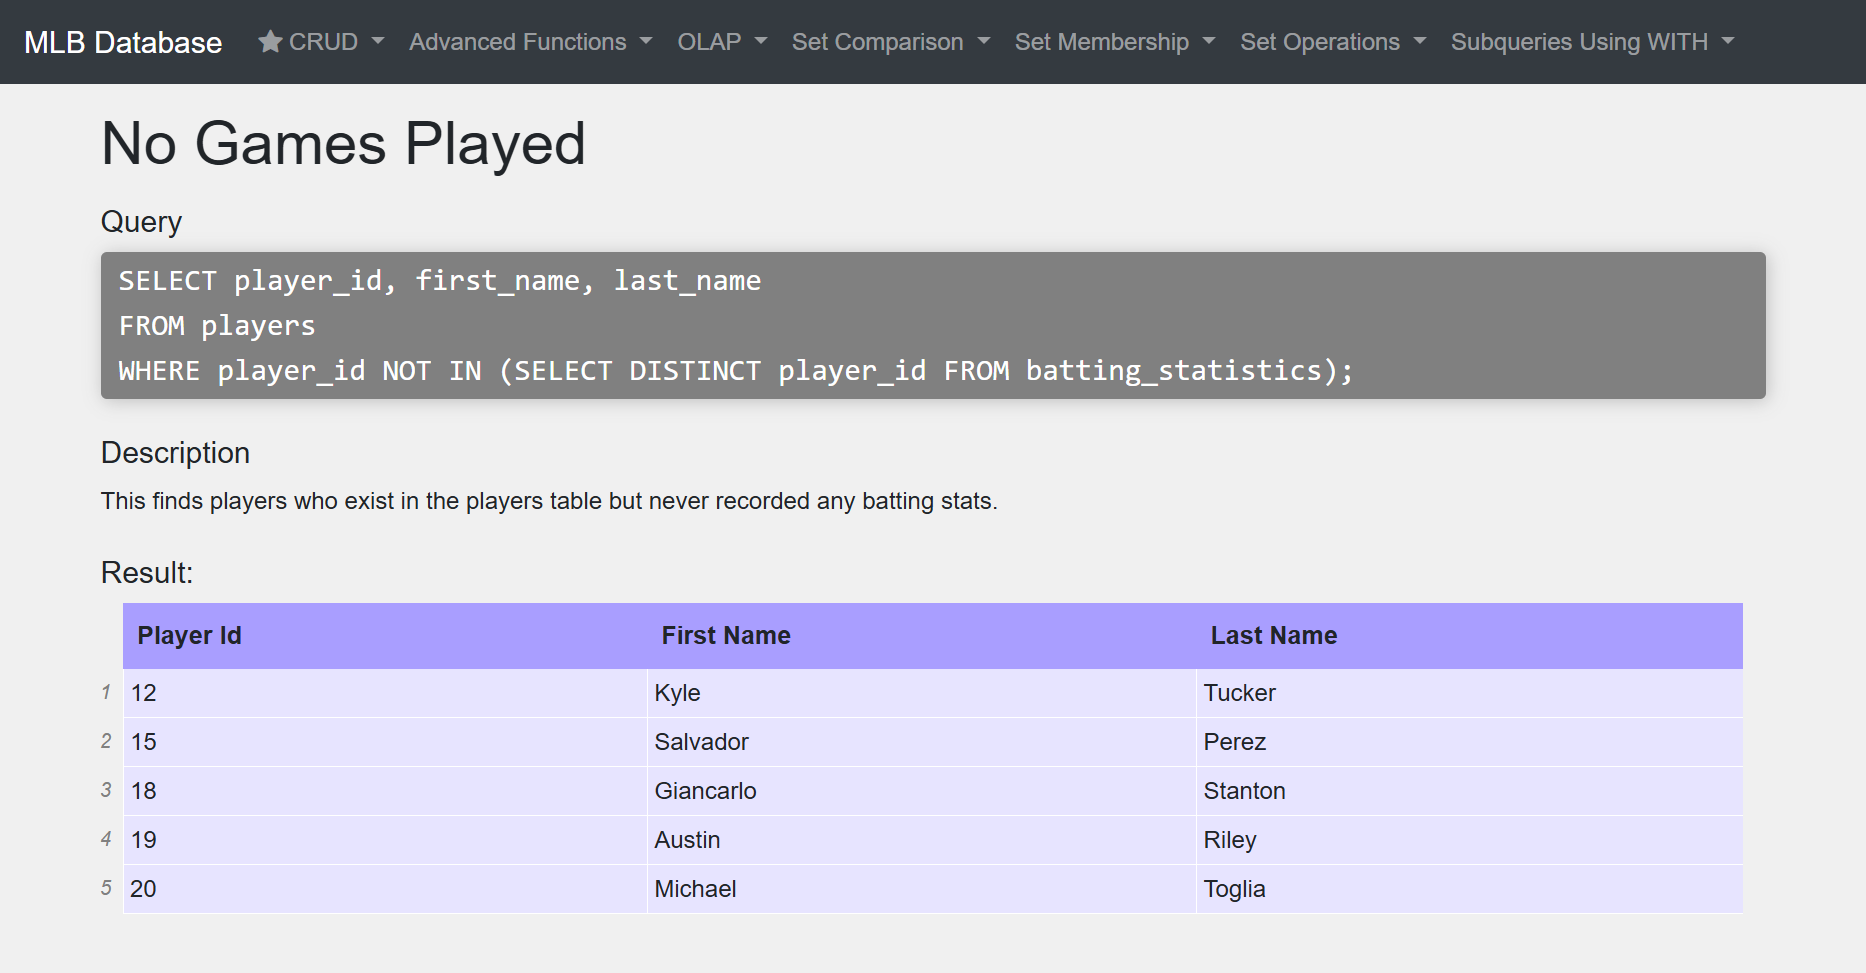 MLB Database CRUD Advanced Functions OLAP Set Comparison Set Membership Set Operations Subqueries Using WITH
No Games Played
Query
SELECT player_id, first_name, last_name
FROM players
WHERE player_id NOT IN (SELECT DISTINCT player_id FROM batting_statistics);
Description
This finds players who exist in the players table but never recorded any batting stats.
Result:
Player Id First Name Last Name
1 12 Kyle Tucker
2 15 Salvador Perez
3 18 Giancarlo Stanton
4 19 Austin Riley
5 20 Michael Toglia